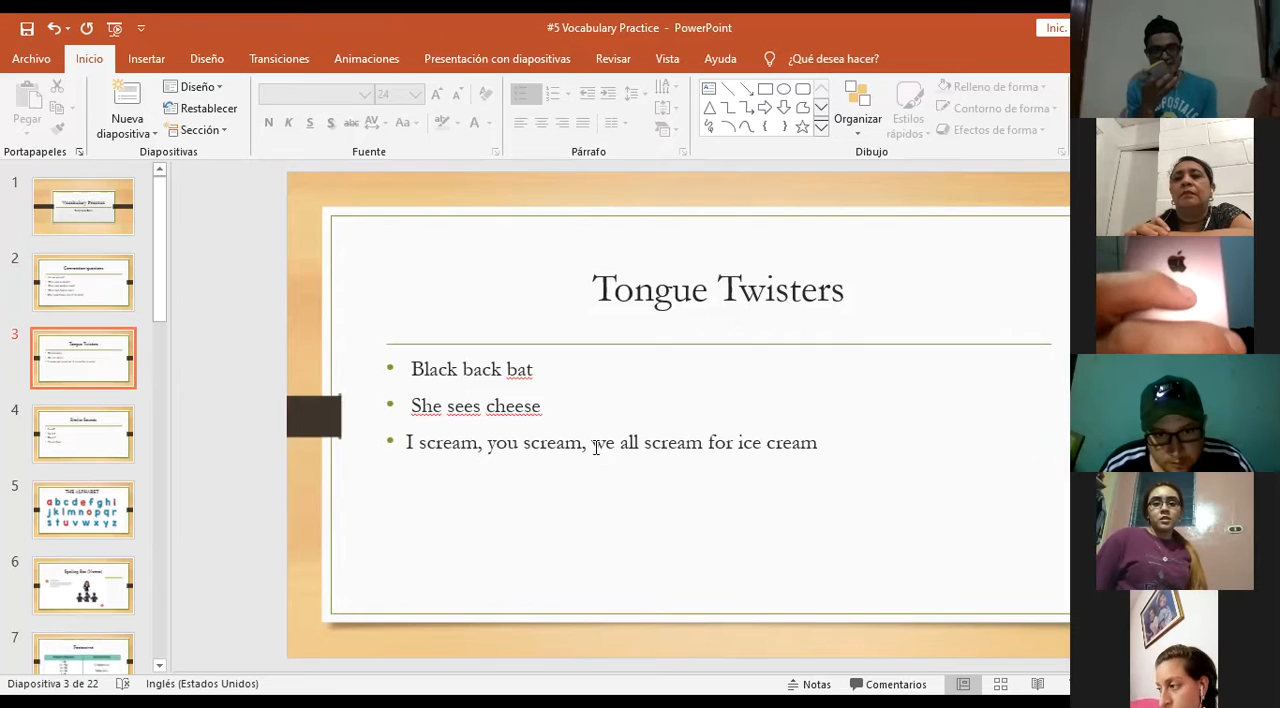 #5 Vocabulary Practice - PowerPoint
Inic.
Archivo Inicio Insertar Diseño Transiciones Animaciones Presentación con diapositivas Revisar Vista Ayuda ¿Qué desea hacer?
Pegar
Nueva diapositiva
Diseño
Restablecer
Sección
24
N K S S abc AV Aa A
Organizar
Estilos rápidos
Relleno de forma
Contorno de forma
Efectos de forma
Portapapeles Diapositivas Fuente Párrafo Dibujo
1
Vocabulary Practice
2
3
Tongue Twisters
4
5
THE ALPHABET
a b c d e f g h i
j k l m n o p q r
s t u v w x y z
6
7
Tongue Twisters
Black back bat
She sees cheese
I scream, you scream, we all scream for ice cream
Diapositiva 3 de 22 Inglés (Estados Unidos) Notas Comentarios